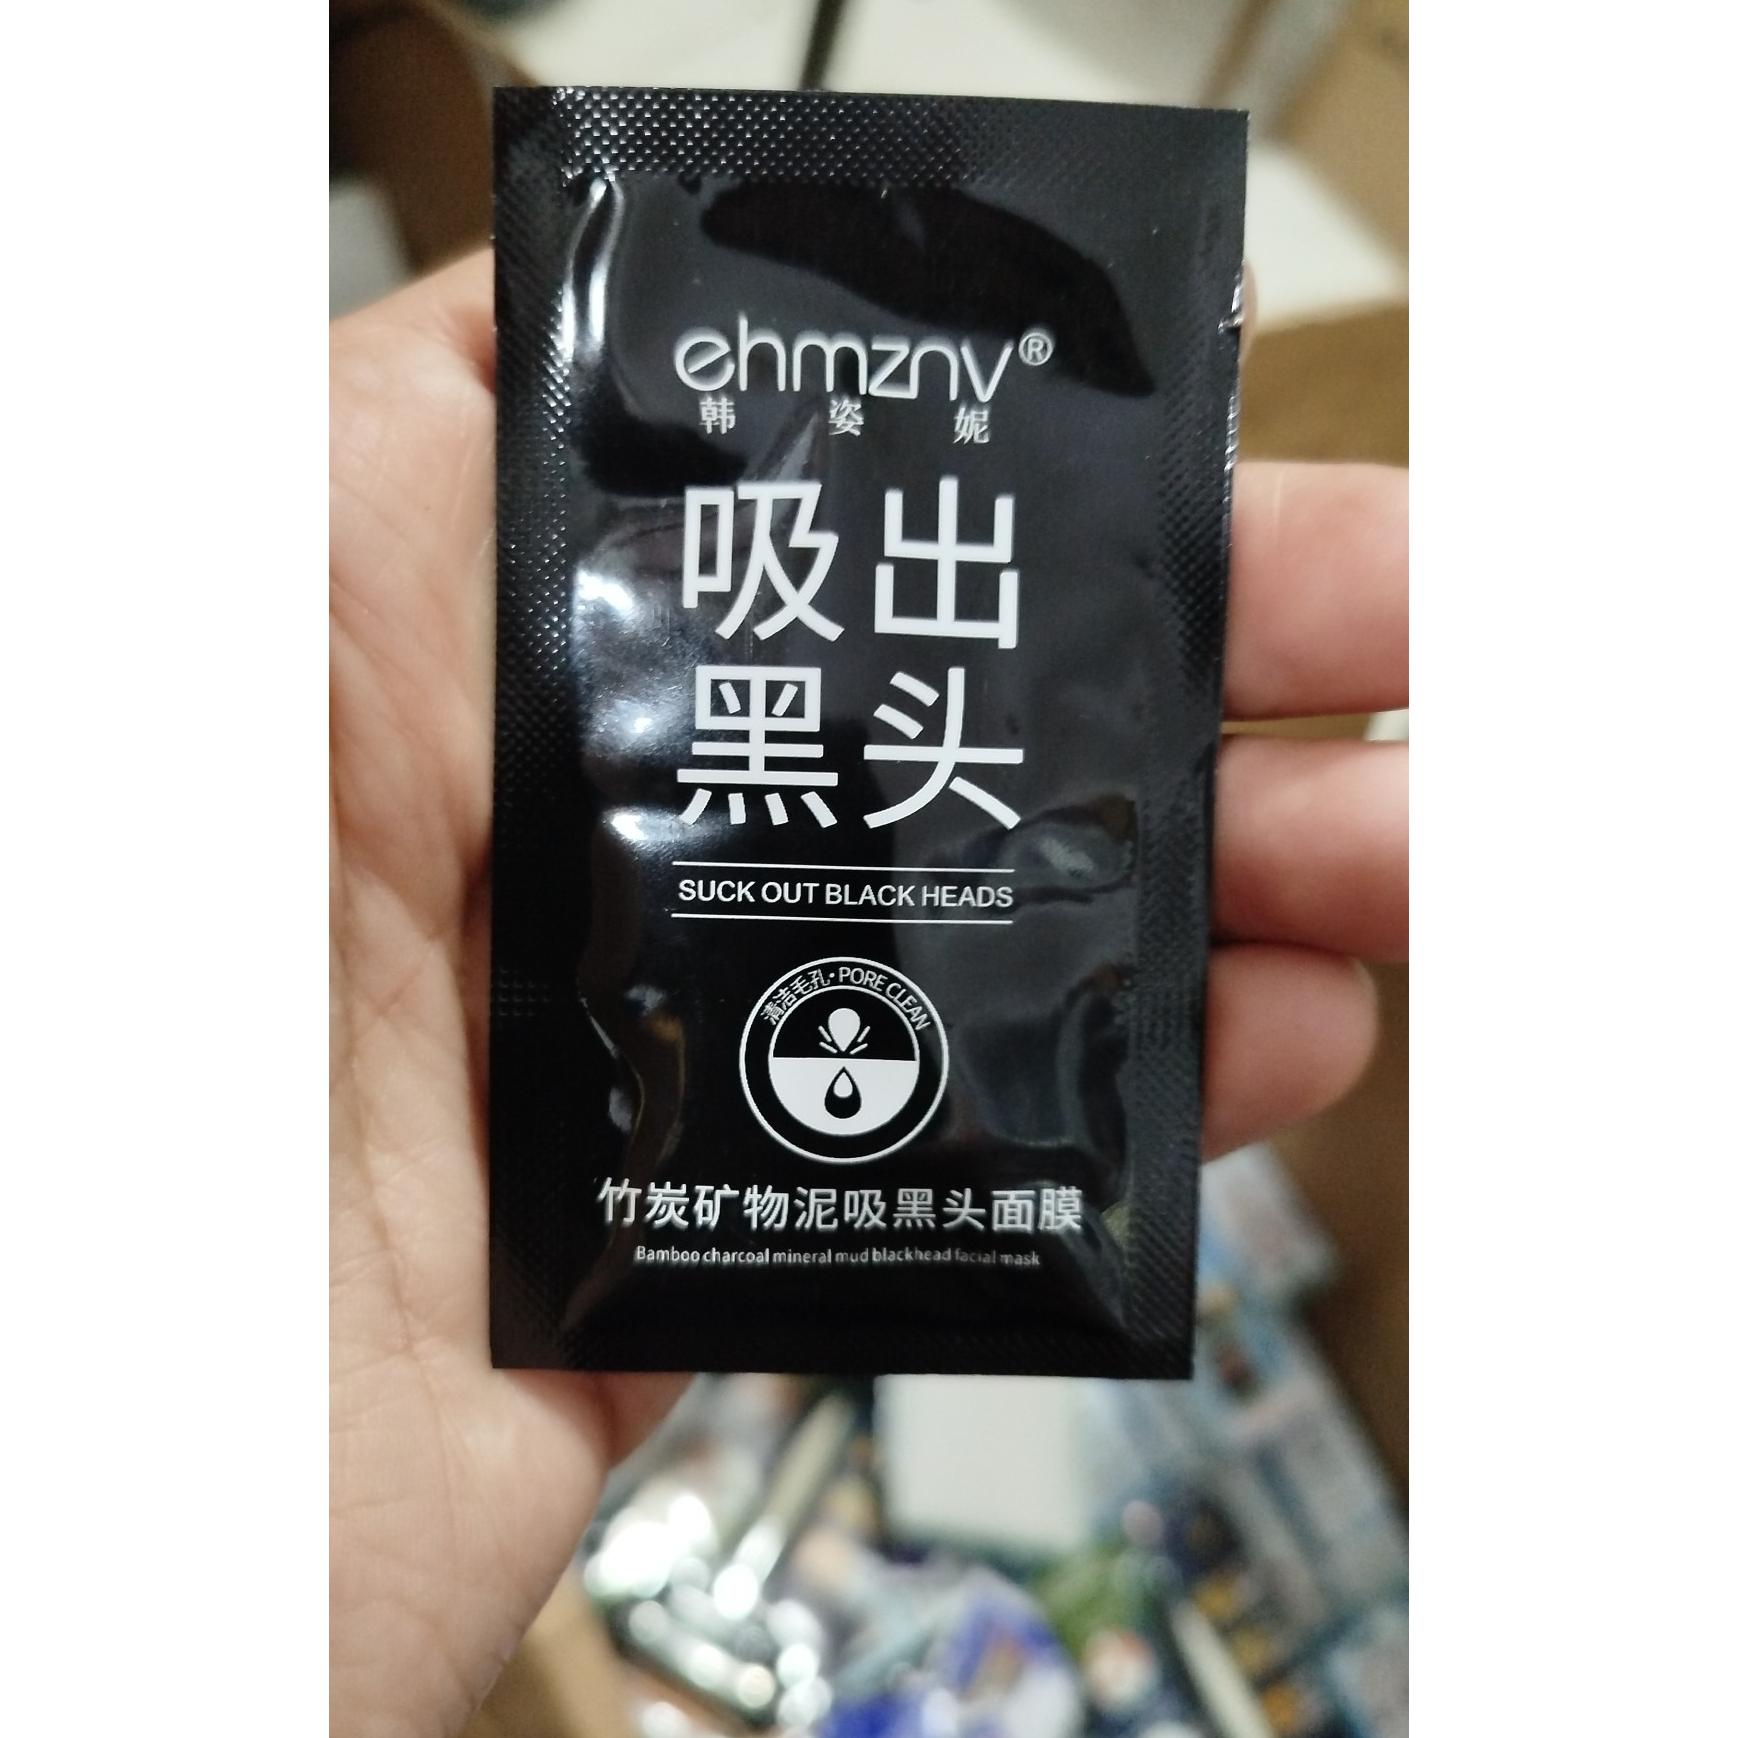 ehmznv®
韩姿妮
吸出
黑头
SUCK OUT BLACK HEADS
清洁毛孔·PORE CLEAN
竹炭矿物泥吸黑头面膜
Bamboo charcoal mineral mud blackhead facial mask